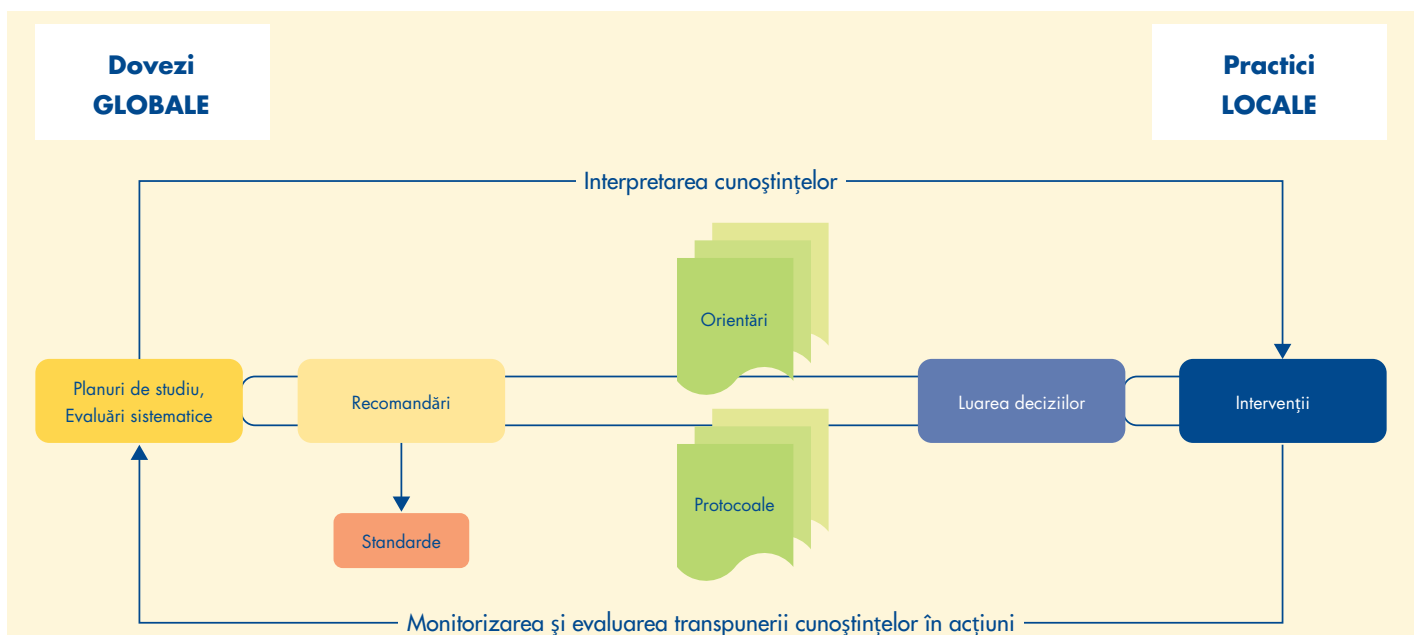 Dovezi
GLOBALE
Practici
LOCALE
Interpretarea cunoştinţelor
Orientări
Planuri de studiu,
Evaluări sistematice
Recomandări
Luarea deciziilor
Intervenţii
Protocoale
Standarde
Monitorizarea şi evaluarea transpunerii cunoştinţelor în acţiuni